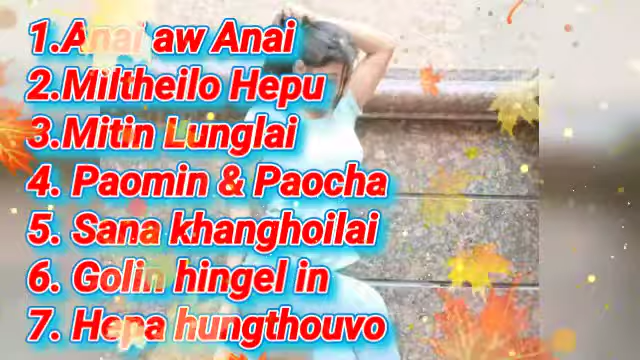 1.Anai aw Anai
2.Miltheilo Hepu
3.Mitin Lunglai
4. Paomin & Paocha
5. Sana khanghoilai
6. Golin hingel in
7. Hepa hungthouvo